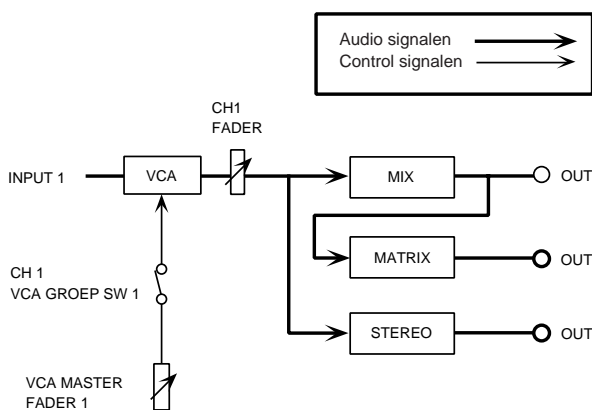 Audio signalen
Control signalen
CH1
FADER
INPUT 1
VCA
MIX
OUT
CH 1
VCA GROEP SW 1
MATRIX
OUT
STEREO
OUT
VCA MASTER
FADER 1